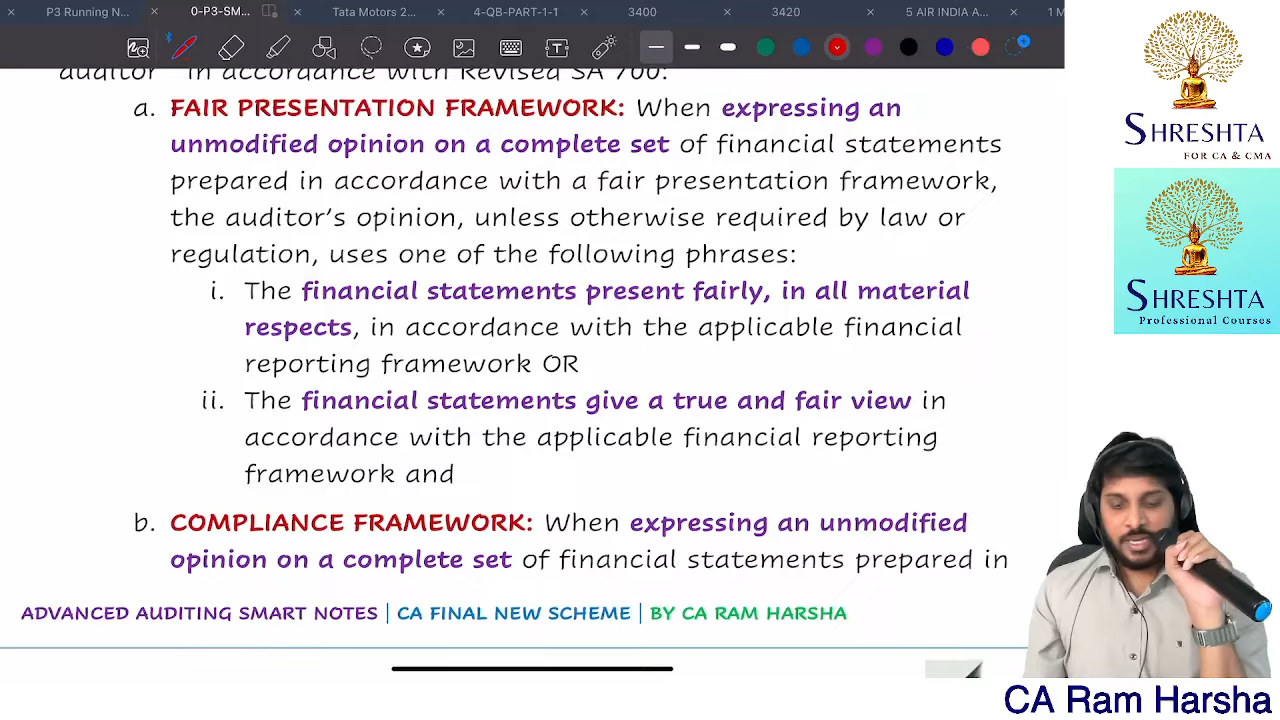 P3 Running N...
0-P3-SM...
Tata Motors 2...
4-QB-PART-1-1
3400
3420
5 AIR INDIA A...
1 M
auditor" in accordance with Revised SA 700:
a. FAIR PRESENTATION FRAMEWORK: When expressing an
unmodified opinion on a complete set of financial statements
prepared in accordance with a fair presentation framework,
the auditor's opinion, unless otherwise required by law or
regulation, uses one of the following phrases:
i. The financial statements present fairly, in all material
respects, in accordance with the applicable financial
reporting framework OR
ii. The financial statements give a true and fair view in
accordance with the applicable financial reporting
framework and
b. COMPLIANCE FRAMEWORK: When expressing an unmodified
opinion on a complete set of financial statements prepared in
ADVANCED AUDITING SMART NOTES | CA FINAL NEW SCHEME | BY CA RAM HARSHA
SHRESHTA
FOR CA & CMA
SHRESHTA
Professional Courses
CA Ram Harsha